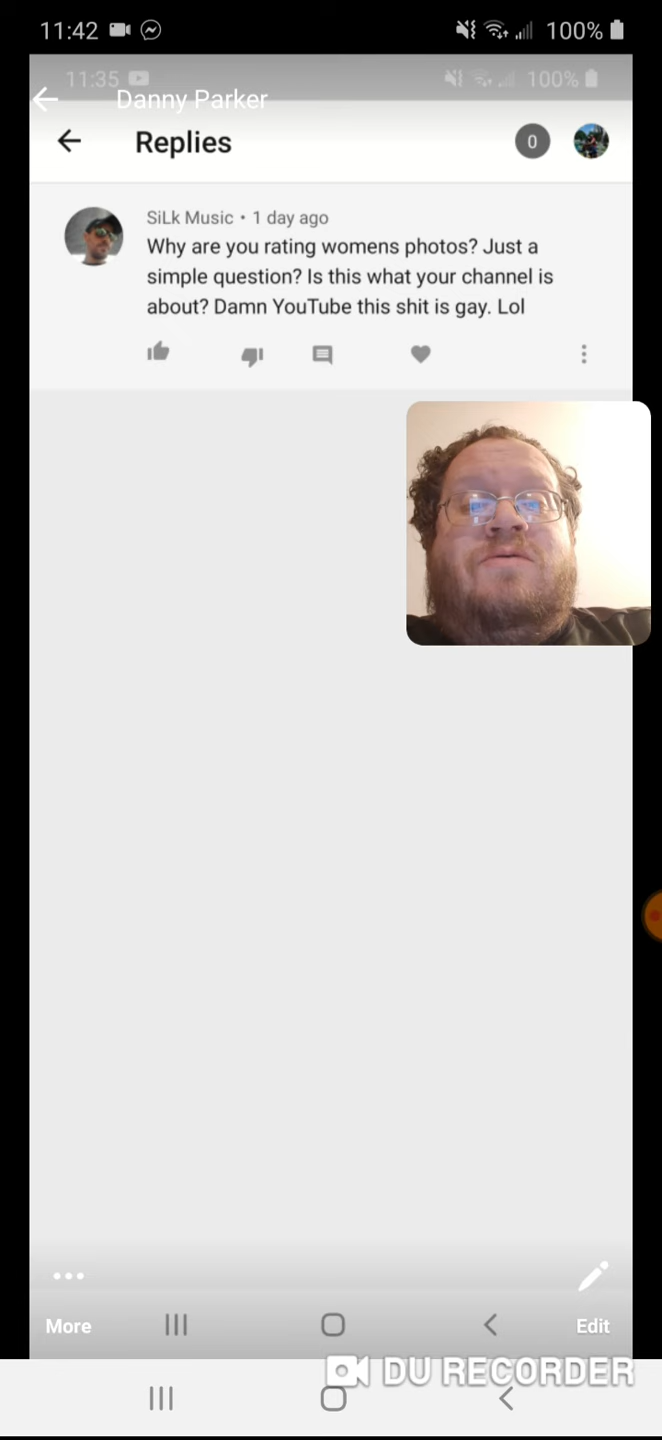 11:42
100%
11:35
100%
Danny Parker
Replies
0
SiLk Music • 1 day ago
Why are you rating womens photos? Just a
simple question? Is this what your channel is
about? Damn YouTube this shit is gay. Lol
More
Edit
DU RECORDER